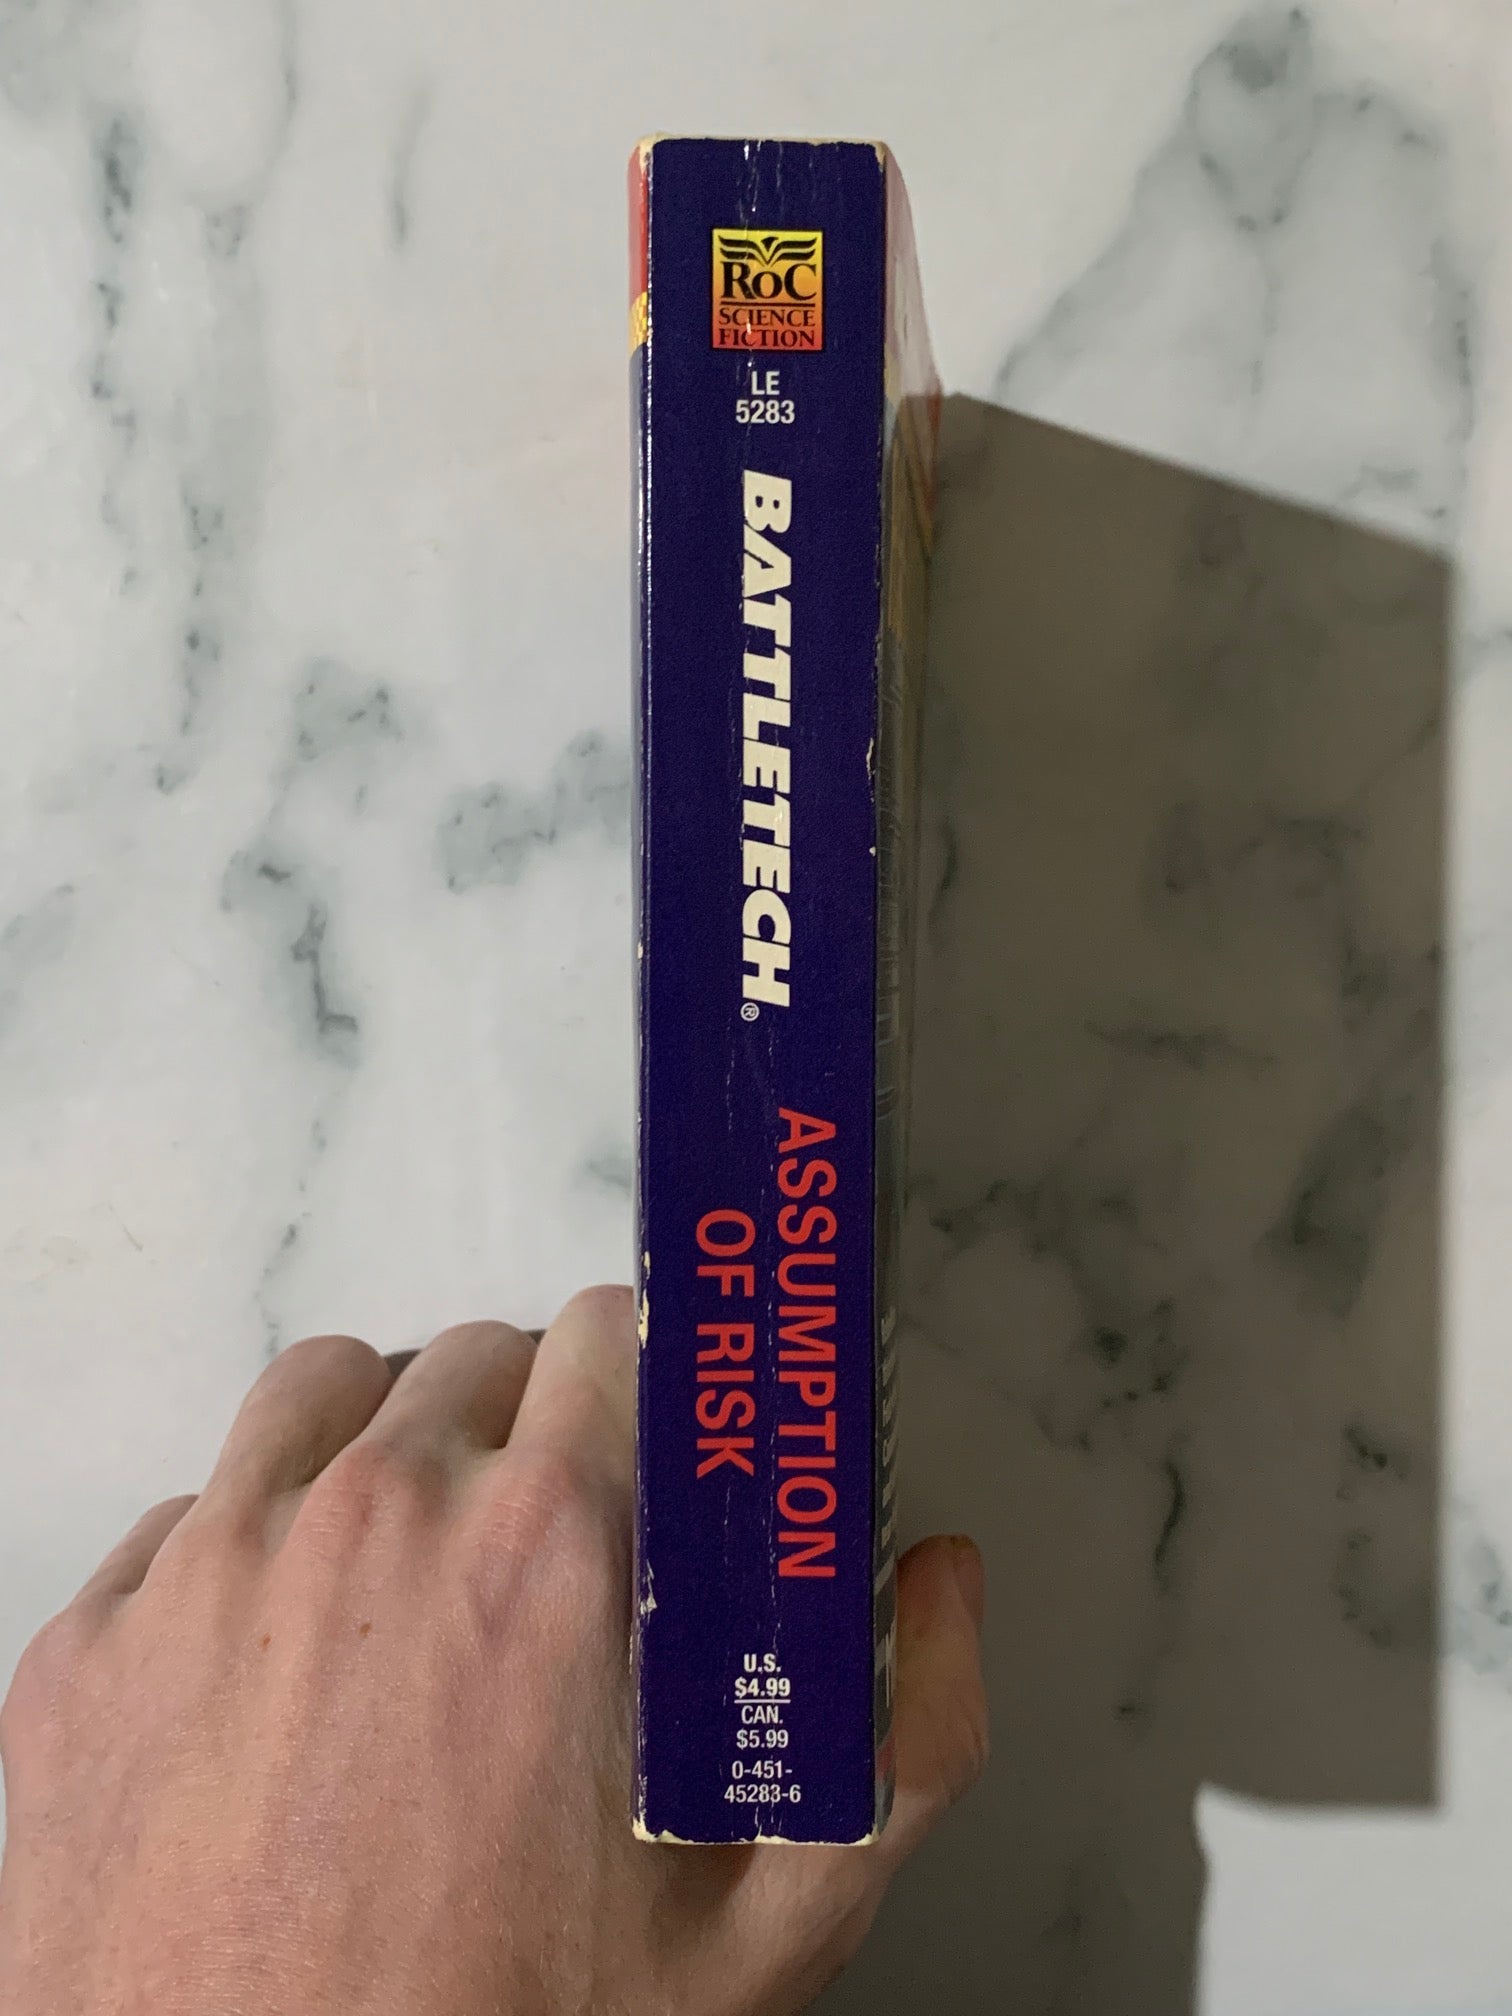 RoC
SCIENCE
FICTION
LE
5283
BATTLETECH®
ASSUMPTION
OF RISK
U.S.
$4.99
CAN.
$5.99
0-451-
45283-6